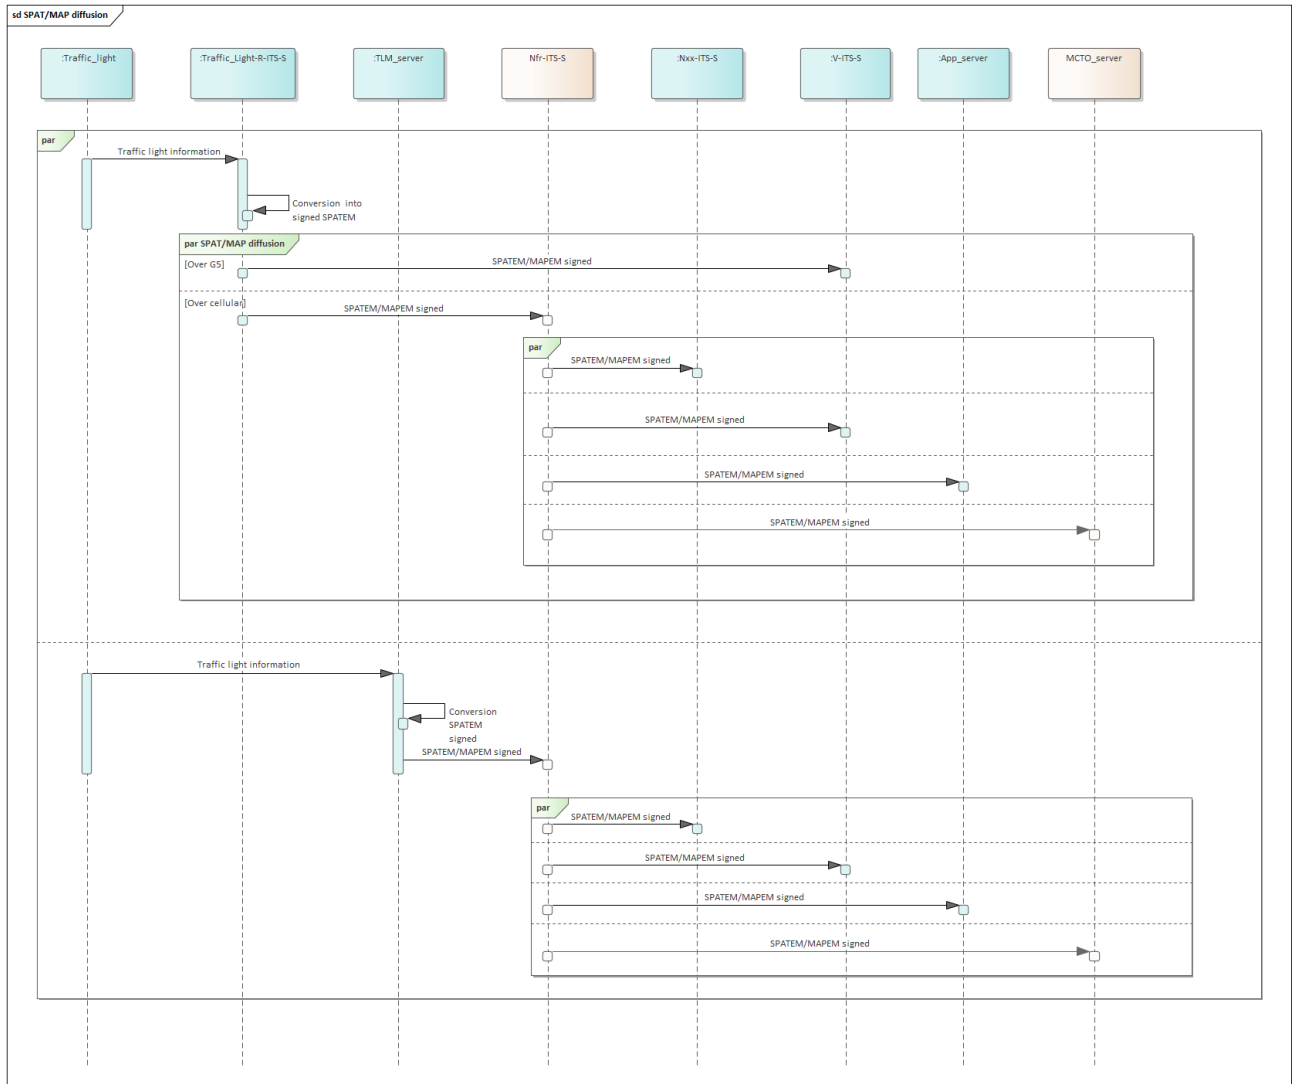 sd SPAT/MAP diffusion
:Traffic_light
:Traffic_Light-R-ITS-S
:TLM_server
Nfr-ITS-S
:Nxx-ITS-S
:V-ITS-S
:App_server
MCTO_server
par
Traffic light information
Conversion into
signed SPATEM
par SPAT/MAP diffusion
[Over G5]
SPATEM/MAPEM signed
[Over cellular]
SPATEM/MAPEM signed
par
SPATEM/MAPEM signed
SPATEM/MAPEM signed
SPATEM/MAPEM signed
SPATEM/MAPEM signed
Traffic light information
Conversion
SPATEM
signed
SPATEM/MAPEM signed
par
SPATEM/MAPEM signed
SPATEM/MAPEM signed
SPATEM/MAPEM signed
SPATEM/MAPEM signed